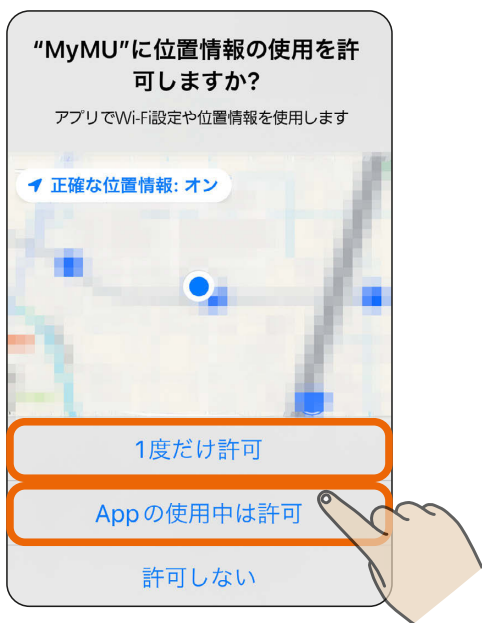 “MyMU”に位置情報の使用を許
可しますか?
アプリでWi-Fi設定や位置情報を使用します
正確な位置情報: オン
1度だけ許可
Appの使用中は許可
許可しない